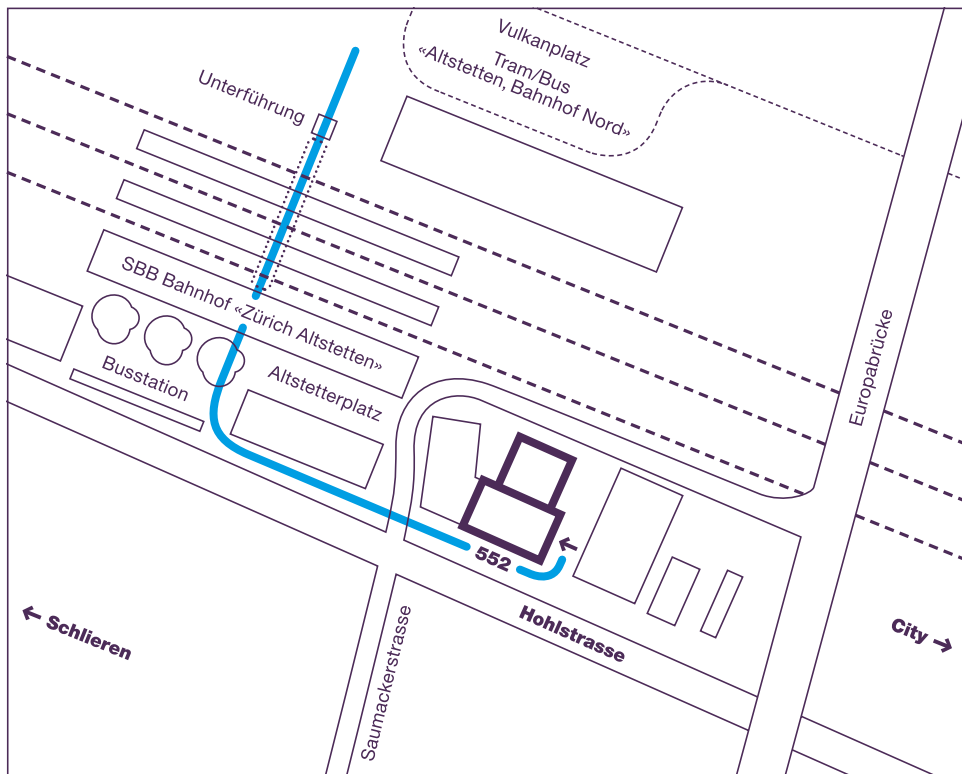 Vulkanplatz
Tram/Bus
«Altstetten, Bahnhof Nord»
Unterführung
SBB Bahnhof «Zürich Altstetten»
Busstation
Altstetterplatz
Europabrücke
552
Hohlstrasse
← Schlieren
City →
Saumackerstrasse